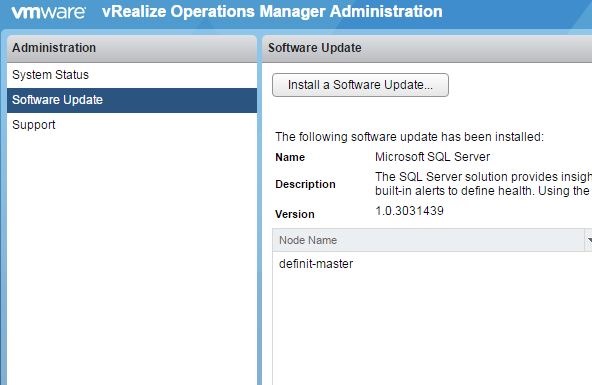 vmware vRealize Operations Manager Administration
Administration
System Status
Software Update
Support
Software Update
Install a Software Update...
The following software update has been installed:
Name Microsoft SQL Server
Description The SQL Server solution provides insigh
built-in alerts to define health. Using the
Version 1.0.3031439
Node Name
definit-master